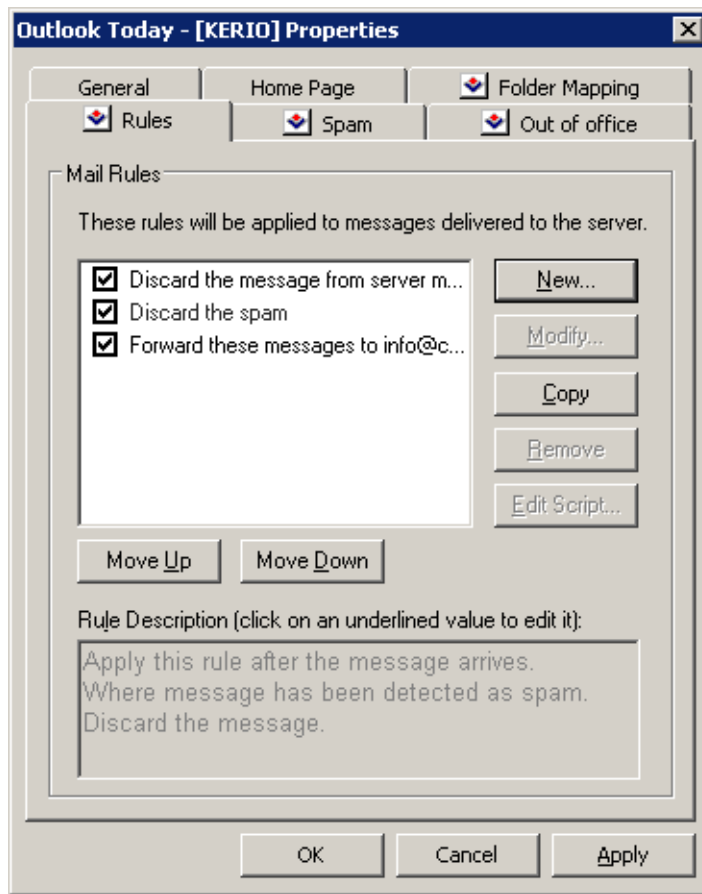 Outlook Today - [KERIO] Properties
General
Home Page
Folder Mapping
Rules
Spam
Out of office
Mail Rules
These rules will be applied to messages delivered to the server.
Discard the message from server m...
Discard the spam
Forward these messages to info@c...
New...
Modify...
Copy
Remove
Edit Script...
Move Up
Move Down
Rule Description (click on an underlined value to edit it):
Apply this rule after the message arrives.
Where message has been detected as spam.
Discard the message.
OK
Cancel
Apply